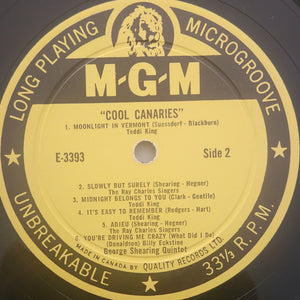 LONG PLAYING
MICROGROOVE
M-G-M
"COOL CANARIES"
1. MOONLIGHT IN VERMONT (Suessdorf - Blackburn)
Teddi King
E-3393
Side 2
2. SLOWLY BUT SURELY (Shearing - Hegner)
The Ray Charles Singers
3. MIDNIGHT BELONGS TO YOU (Clark - Gentile)
Teddi King
4. IT'S EASY TO REMEMBER (Rodgers - Hart)
Teddi King
5. ADIEU (Shearing - Hegner)
The Ray Charles Singers
6. YOU'RE DRIVING ME CRAZY (What Did I Do)
(Donaldson) Billy Eckstine
George Shearing Quintet
MADE IN CANADA BY QUALITY RECORDS LTD.
UNBREAKABLE
33⅓ R.P.M.